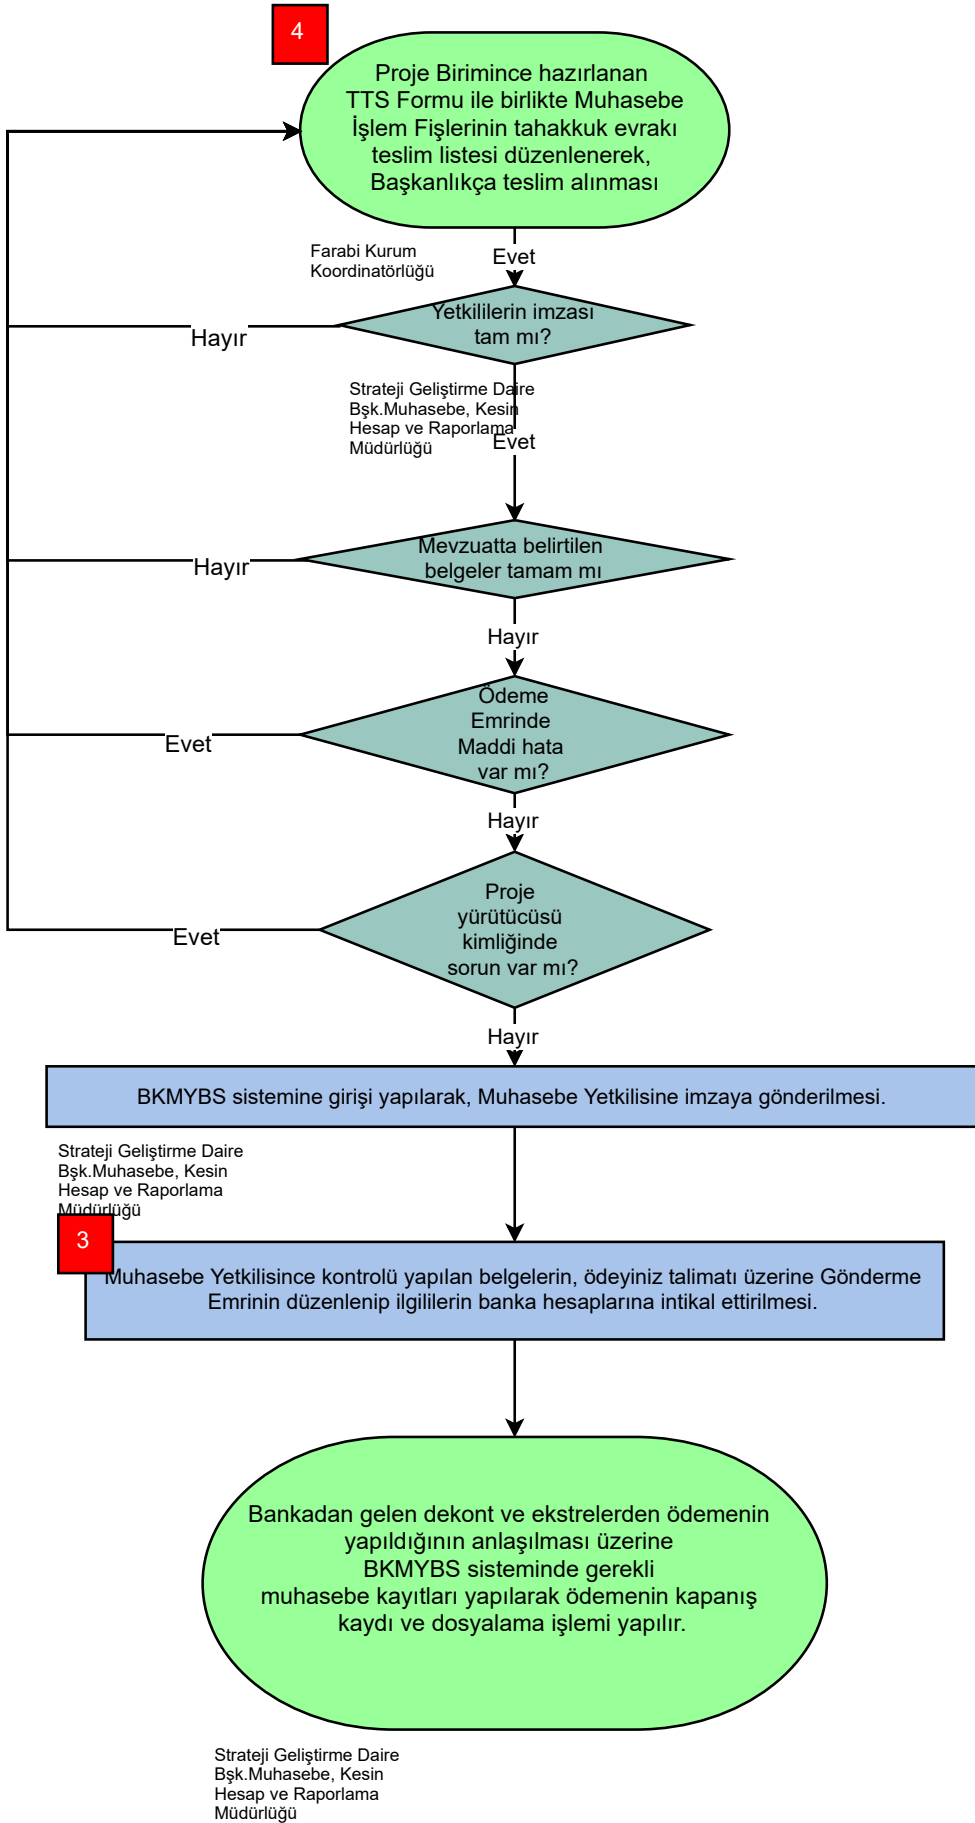 4
Proje Birimince hazırlanan
TTS Formu ile birlikte Muhasebe
İşlem Fişlerinin tahakkuk evrakı
teslim listesi düzenlenerek,
Başkanlıkça teslim alınması
Farabi Kurum
Koordinatörlüğü
Evet
Yetkililerin imzası
tam mı?
Hayır
Strateji Geliştirme Daire
Bşk.Muhasebe, Kesin
Hesap ve Raporlama
Müdürlüğü
Evet
Mevzuatta belirtilen
belgeler tamam mı
Hayır
Hayır
Ödeme
Emrinde
Maddi hata
var mı?
Evet
Hayır
Proje
yürütücüsü
kimliğinde
sorun var mı?
Evet
Hayır
BKMYBS sistemine girişi yapılarak, Muhasebe Yetkilisine imzaya gönderilmesi.
Strateji Geliştirme Daire
Bşk.Muhasebe, Kesin
Hesap ve Raporlama
Müdürlüğü
3
Muhasebe Yetkilisince kontrolü yapılan belgelerin, ödeyiniz talimatı üzerine Gönderme
Emrinin düzenlenip ilgililerin banka hesaplarına intikal ettirilmesi.
Bankadan gelen dekont ve ekstrelerden ödemenin
yapıldığının anlaşılması üzerine
BKMYBS sisteminde gerekli
muhasebe kayıtları yapılarak ödemenin kapanış
kaydı ve dosyalama işlemi yapılır.
Strateji Geliştirme Daire
Bşk.Muhasebe, Kesin
Hesap ve Raporlama
Müdürlüğü